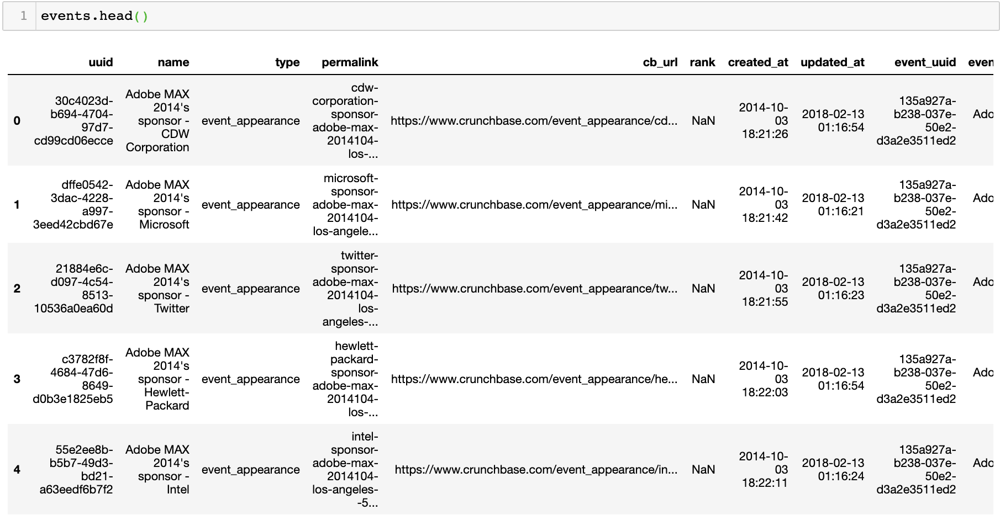 1 events.head()
uuid name type permalink cb_url rank created_at updated_at event_uuid even
0 30c4023d-b694-4704-97d7-cd99cd06ecce Adobe MAX 2014's sponsor - CDW Corporation event_appearance cdw-corporation-sponsor-adobe-max-2014104-los-... https://www.crunchbase.com/event_appearance/cd... NaN 2014-10-03 18:21:26 2018-02-13 01:16:54 135a927a-b238-037e-50e2-d3a2e3511ed2 Ado
1 dffe0542-3dac-4228-a997-3eed42cbd67e Adobe MAX 2014's sponsor - Microsoft event_appearance microsoft-sponsor-adobe-max-2014104-los-angele... https://www.crunchbase.com/event_appearance/mi... NaN 2014-10-03 18:21:42 2018-02-13 01:16:21 135a927a-b238-037e-50e2-d3a2e3511ed2 Ado
2 21884e6c-d097-4c54-8513-10536a0ea60d Adobe MAX 2014's sponsor - Twitter event_appearance twitter-sponsor-adobe-max-2014104-los-angeles-... https://www.crunchbase.com/event_appearance/tw... NaN 2014-10-03 18:21:55 2018-02-13 01:16:23 135a927a-b238-037e-50e2-d3a2e3511ed2 Ado
3 c3782f8f-4684-47d6-8649-d0b3e1825eb5 Adobe MAX 2014's sponsor - Hewlett-Packard event_appearance hewlett-packard-sponsor-adobe-max-2014104-los-... https://www.crunchbase.com/event_appearance/he... NaN 2014-10-03 18:22:03 2018-02-13 01:16:54 135a927a-b238-037e-50e2-d3a2e3511ed2 Ado
4 55e2ee8b-b5b7-49d3-bd21-a63eedf6b7f2 Adobe MAX 2014's sponsor - Intel event_appearance intel-sponsor-adobe-max-2014104-los-angeles--5... https://www.crunchbase.com/event_appearance/in... NaN 2014-10-03 18:22:11 2018-02-13 01:16:24 135a927a-b238-037e-50e2-d3a2e3511ed2 Ado